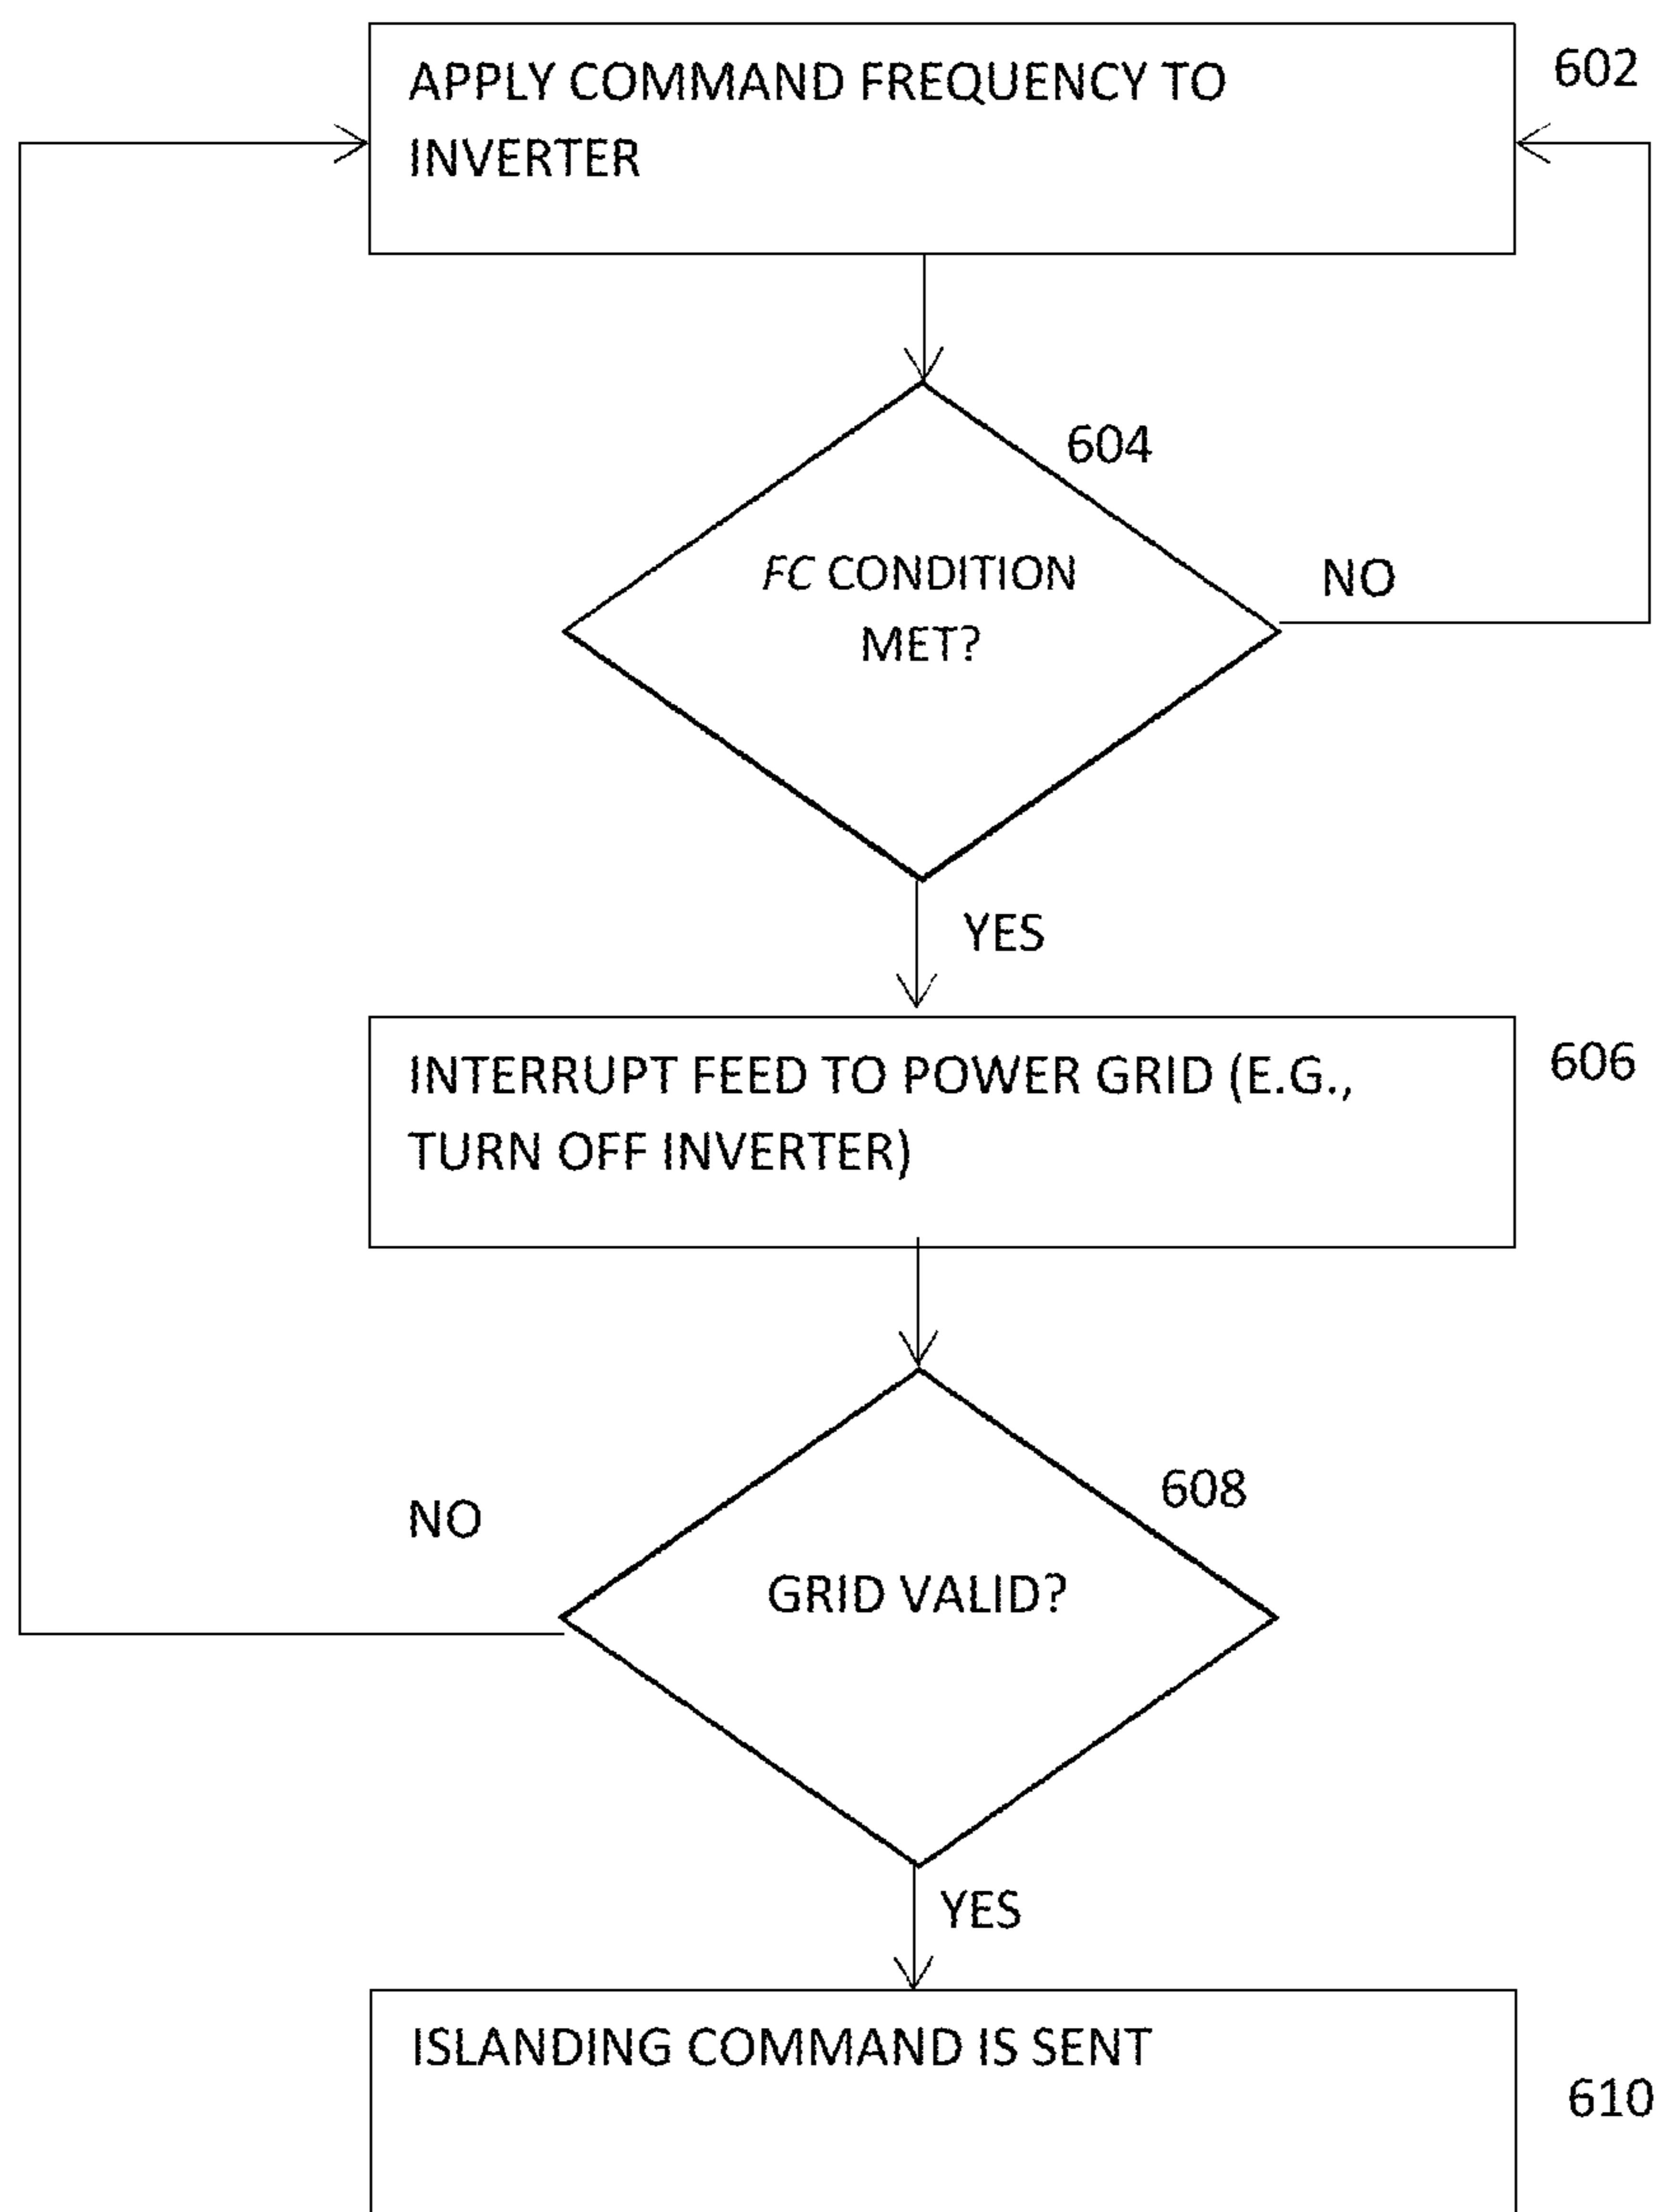 APPLY COMMAND FREQUENCY TO
INVERTER
602
604
FC CONDITION
MET?
NO
YES
INTERRUPT FEED TO POWER GRID (E.G.,
TURN OFF INVERTER)
606
608
NO
GRID VALID?
YES
ISLANDING COMMAND IS SENT
610